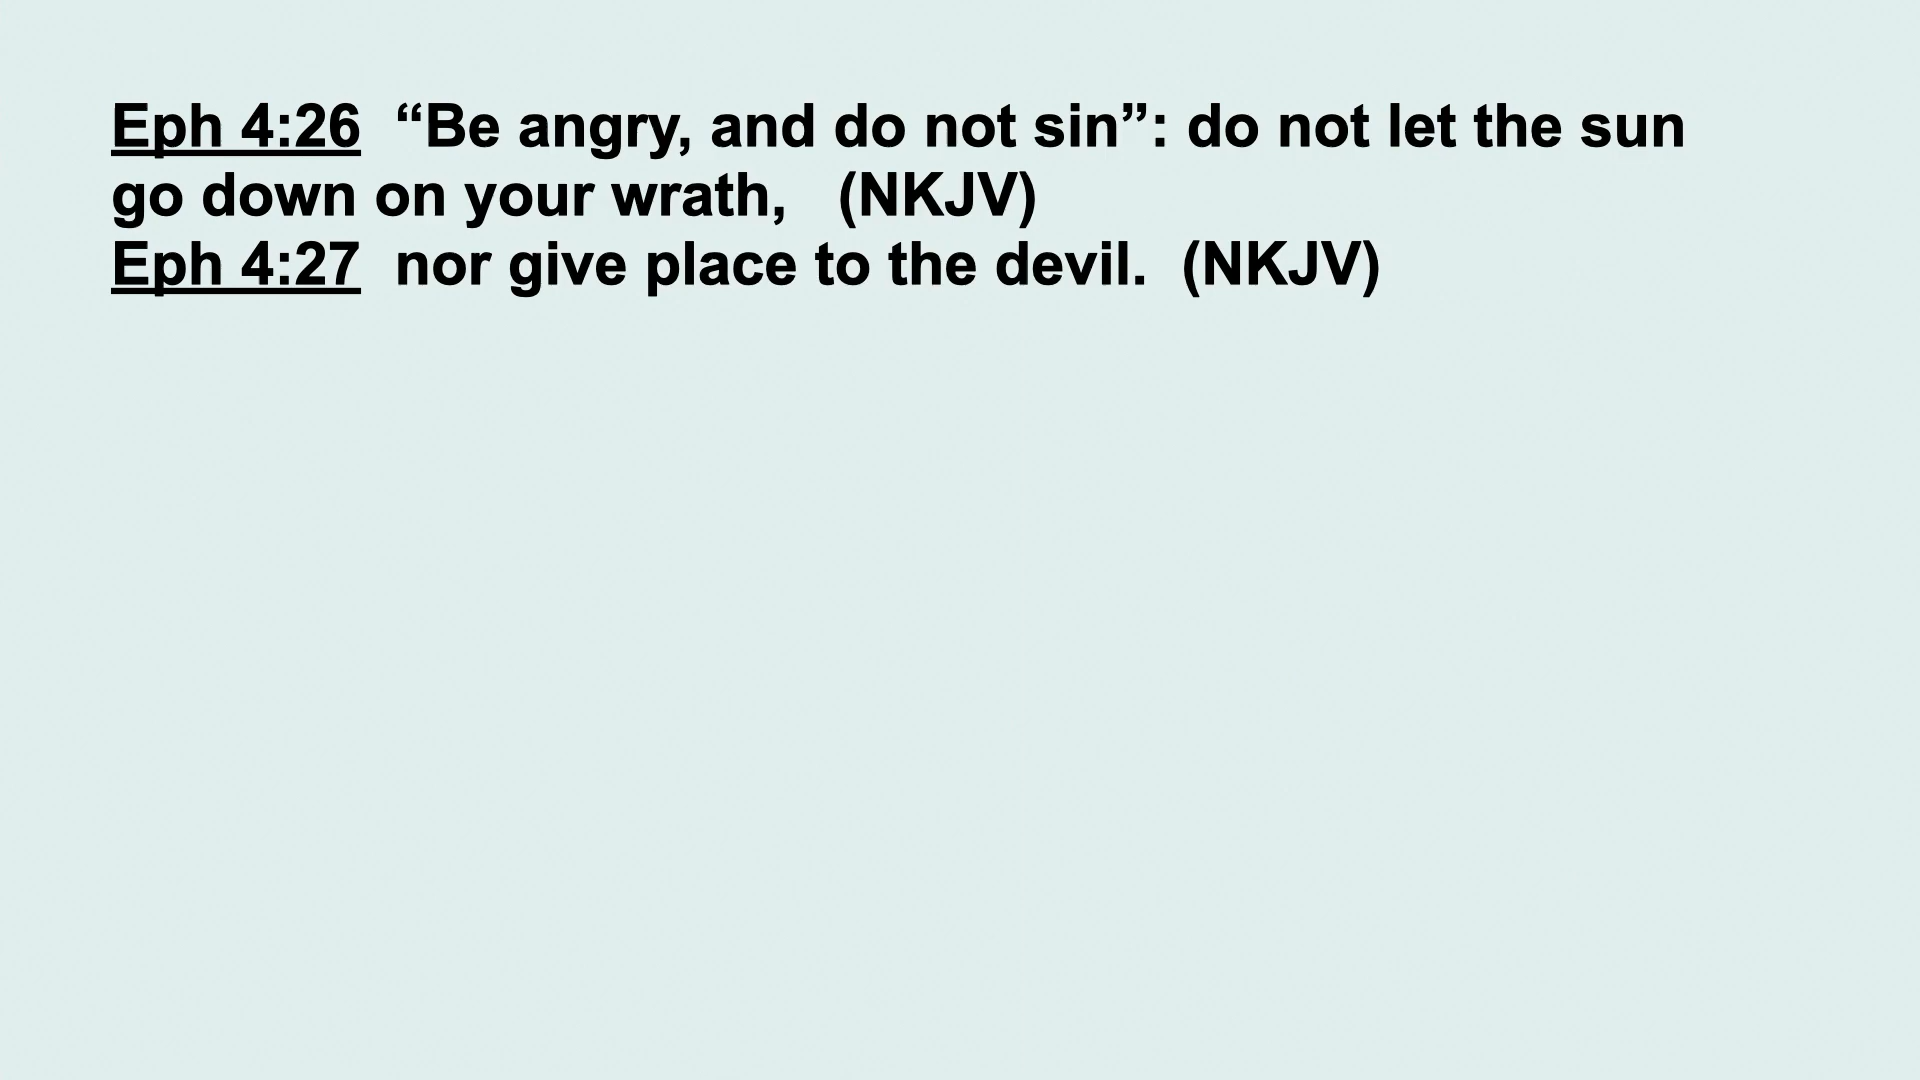 Eph 4:26  “Be angry, and do not sin”: do not let the sun
go down on your wrath,   (NKJV)
Eph 4:27  nor give place to the devil.  (NKJV)